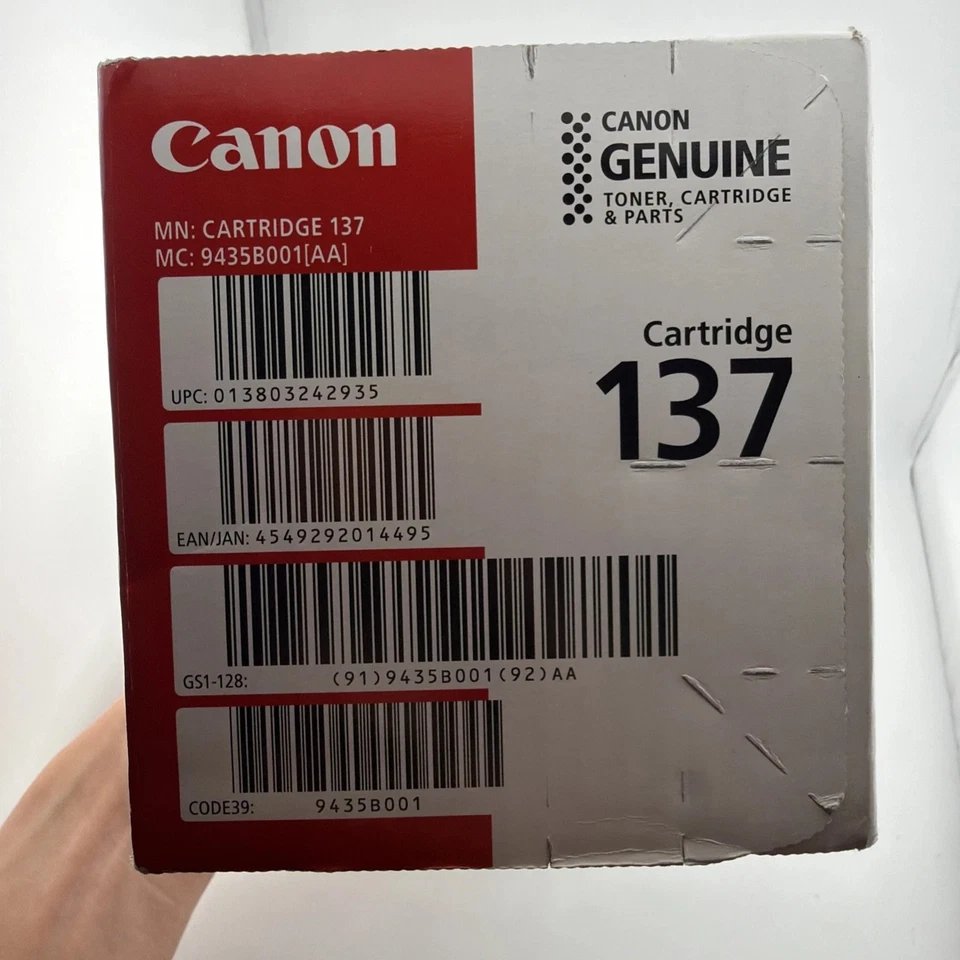 Canon
MN: CARTRIDGE 137
MC: 9435B001[AA]
UPC: 013803242935
EAN/JAN: 4549292014495
GS1-128: (91)9435B001(92)AA
CODE39: 9435B001
CANON
GENUINE
TONER, CARTRIDGE
& PARTS
Cartridge
137